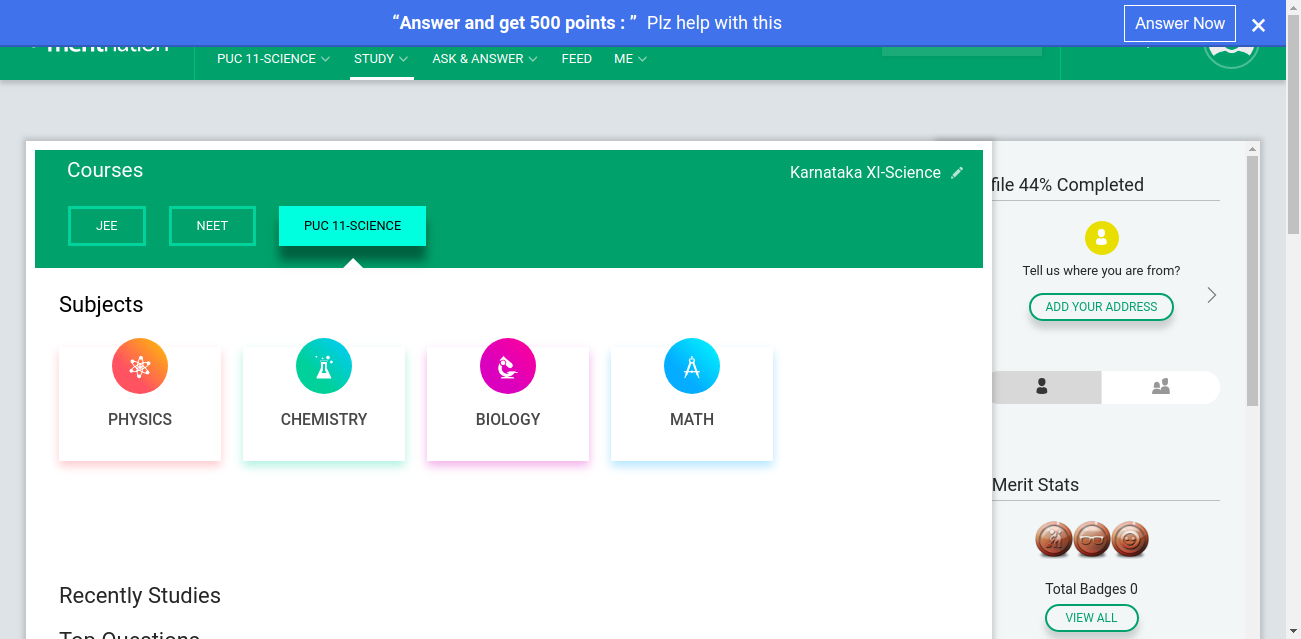 “Answer and get 500 points : ” Plz help with this
Answer Now
PUC 11-SCIENCE
STUDY
ASK & ANSWER
FEED
ME
Courses
Karnataka XI-Science
JEE
NEET
PUC 11-SCIENCE
Subjects
PHYSICS
CHEMISTRY
BIOLOGY
MATH
Recently Studies
Top Questions
file 44% Completed
Tell us where you are from?
ADD YOUR ADDRESS
Merit Stats
Total Badges 0
VIEW ALL